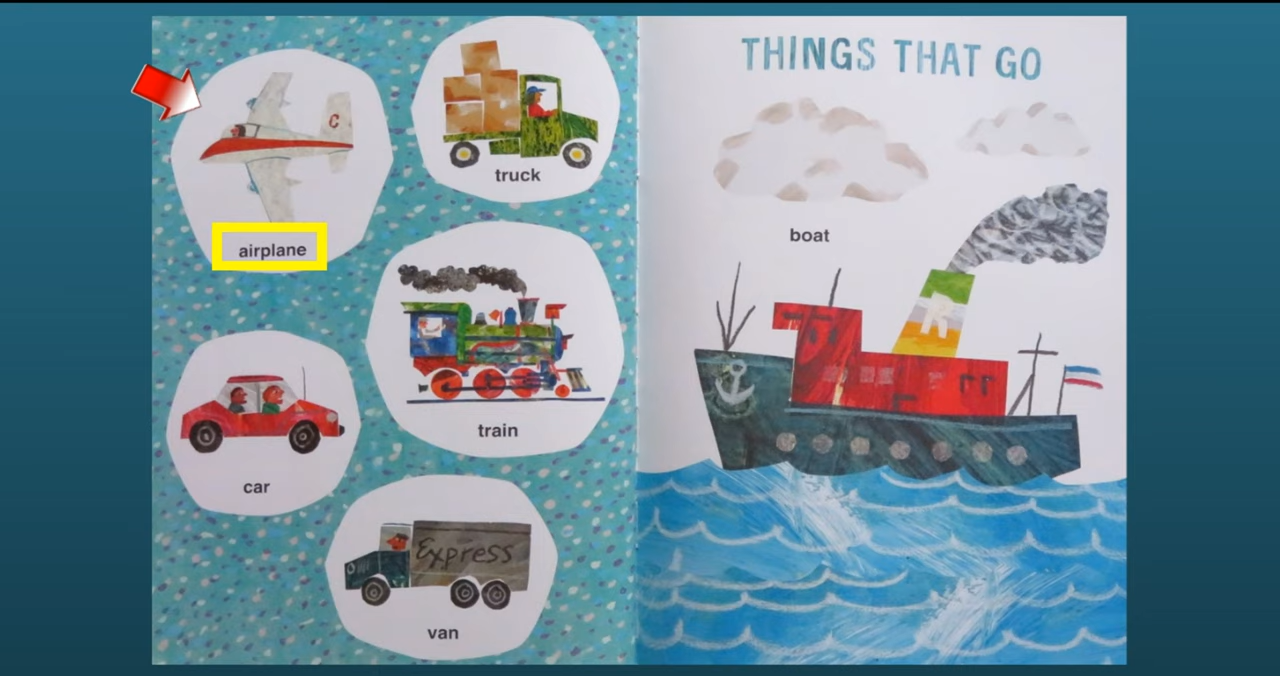 C
airplane
truck
train
car
Express
van
THINGS THAT GO
boat
R